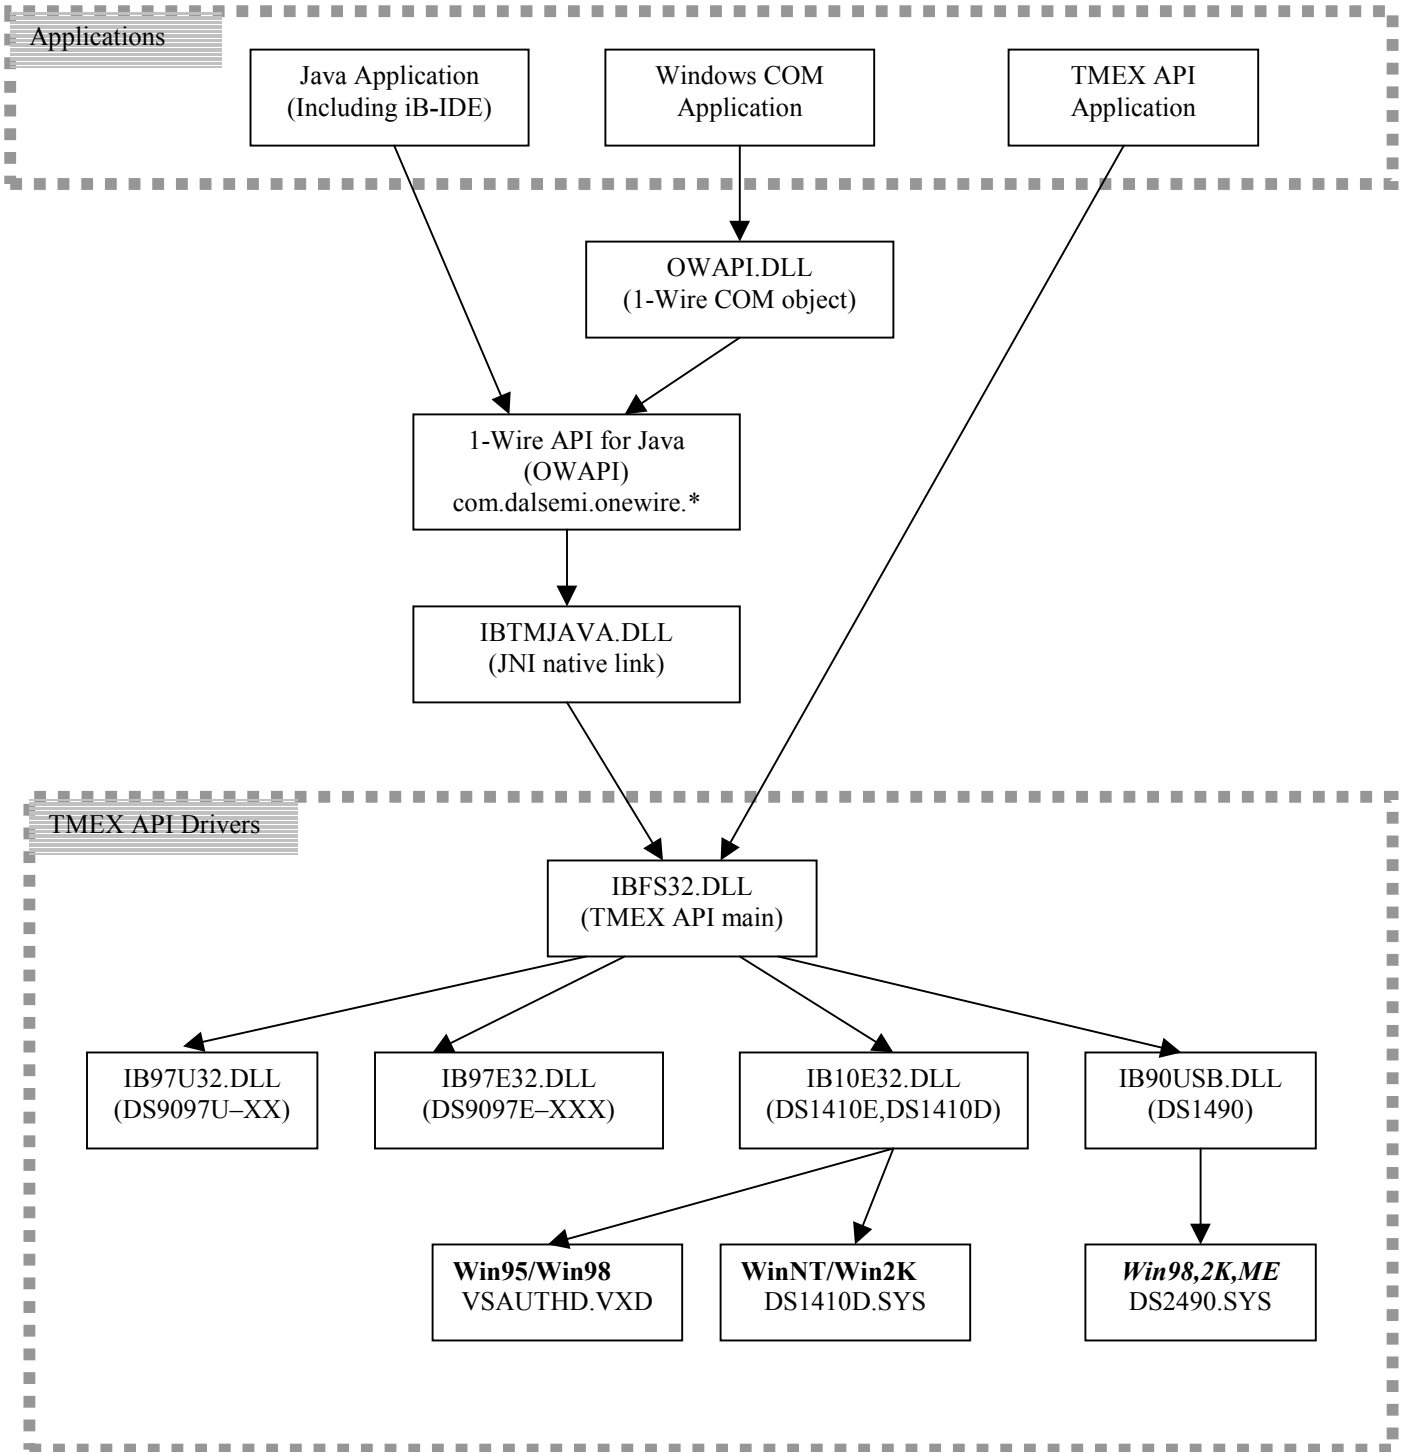 Applications
Java Application
(Including iB-IDE)
Windows COM
Application
TMEX API
Application
OWAPI.DLL
(1-Wire COM object)
1-Wire API for Java
(OWAPI)
com.dalsemi.onewire.*
IBTMJAVA.DLL
(JNI native link)
TMEX API Drivers
IBFS32.DLL
(TMEX API main)
IB97U32.DLL
(DS9097U–XX)
IB97E32.DLL
(DS9097E–XXX)
IB10E32.DLL
(DS1410E,DS1410D)
IB90USB.DLL
(DS1490)
Win95/Win98
VSAUTHD.VXD
WinNT/Win2K
DS1410D.SYS
Win98,2K,ME
DS2490.SYS